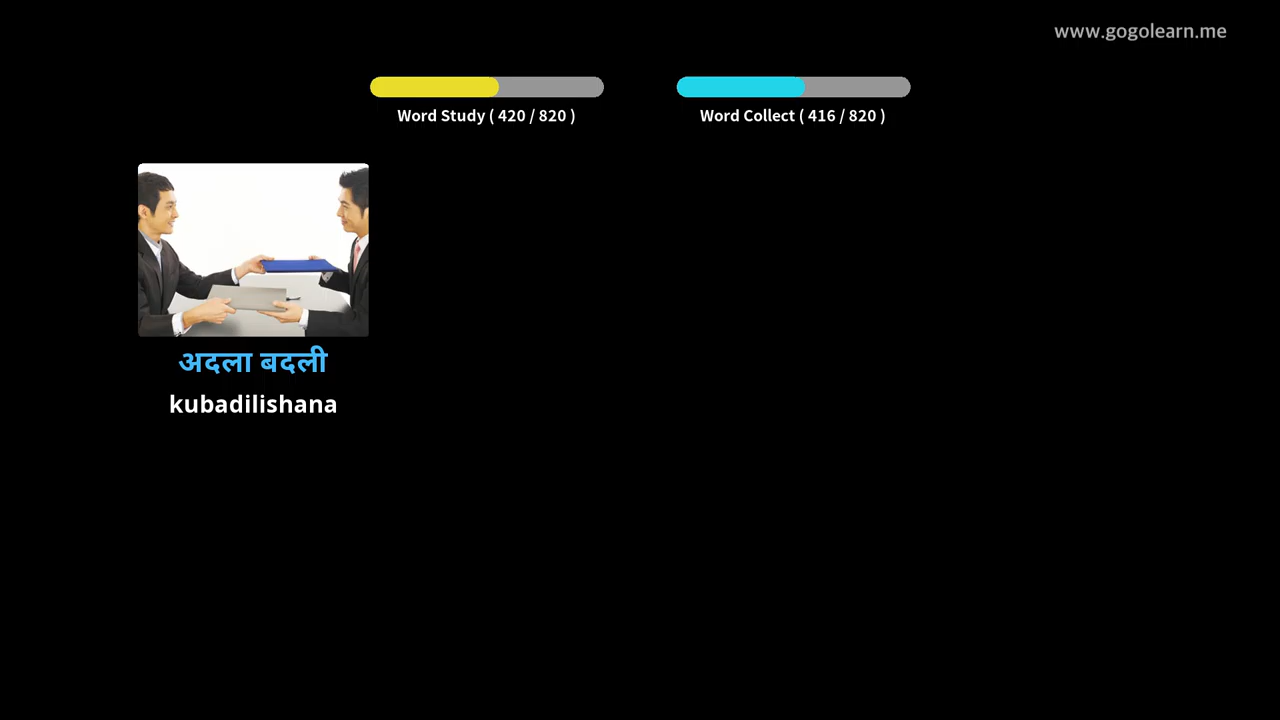 www.gogolearn.me
Word Study ( 420 / 820 )
Word Collect ( 416 / 820 )
अदला बदली
kubadilishana